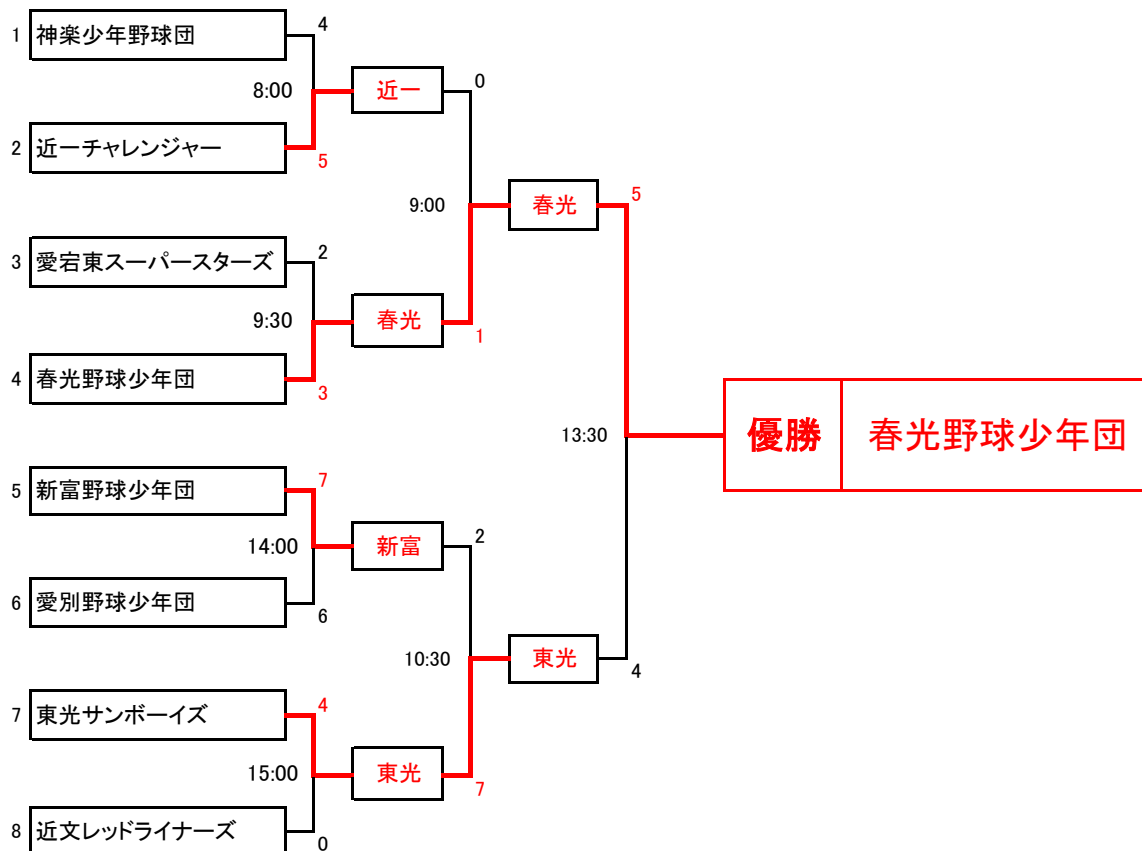 1 神楽少年野球団 4
8:00 近一 0
2 近一チャレンジャー 5
9:00 春光 5
3 愛宕東スーパースターズ 2
9:30 春光 1
4 春光野球少年団 3
13:30 優勝 春光野球少年団
5 新富野球少年団 7
14:00 新富 2
6 愛別野球少年団 6
10:30 東光 4
7 東光サンボーイズ 4
15:00 東光 7
8 近文レッドライナーズ 0